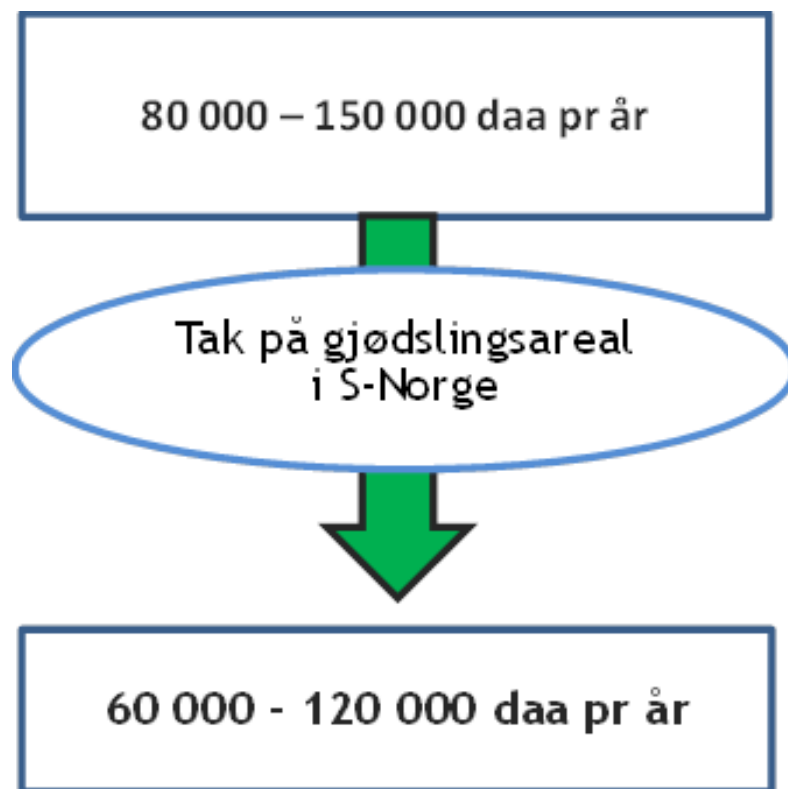 80 000 – 150 000 daa pr år
Tak på gjødslingsareal
i S-Norge
60 000 - 120 000 daa pr år